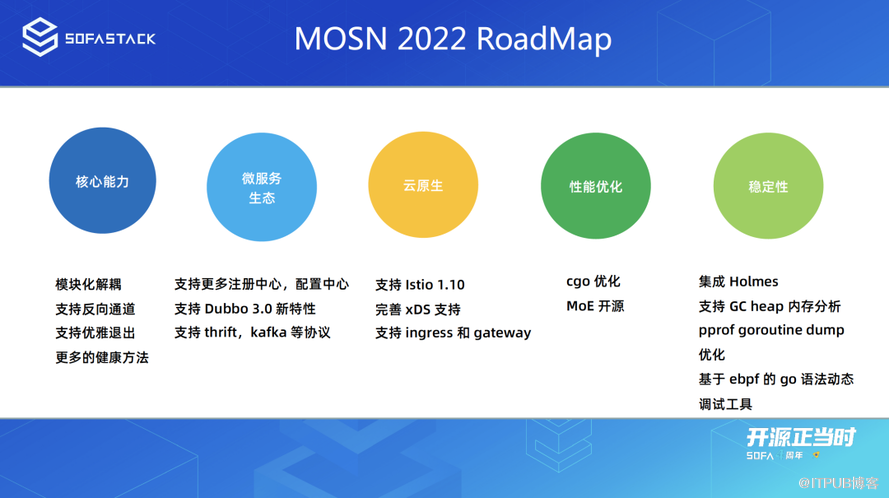 SOFASTACK
MOSN 2022 RoadMap
核心能力
微服务
生态
云原生
性能优化
稳定性
模块化解耦
支持反向通道
支持优雅退出
更多的健康方法
支持更多注册中心，配置中心
支持 Dubbo 3.0 新特性
支持 thrift，kafka 等协议
支持 Istio 1.10
完善 xDS 支持
支持 ingress 和 gateway
cgo 优化
MoE 开源
集成 Holmes
支持 GC heap 内存分析
pprof goroutine dump
优化
基于 ebpf 的 go 语法动态
调试工具
开源正当时
SOFA 周年
@ITPUB博客